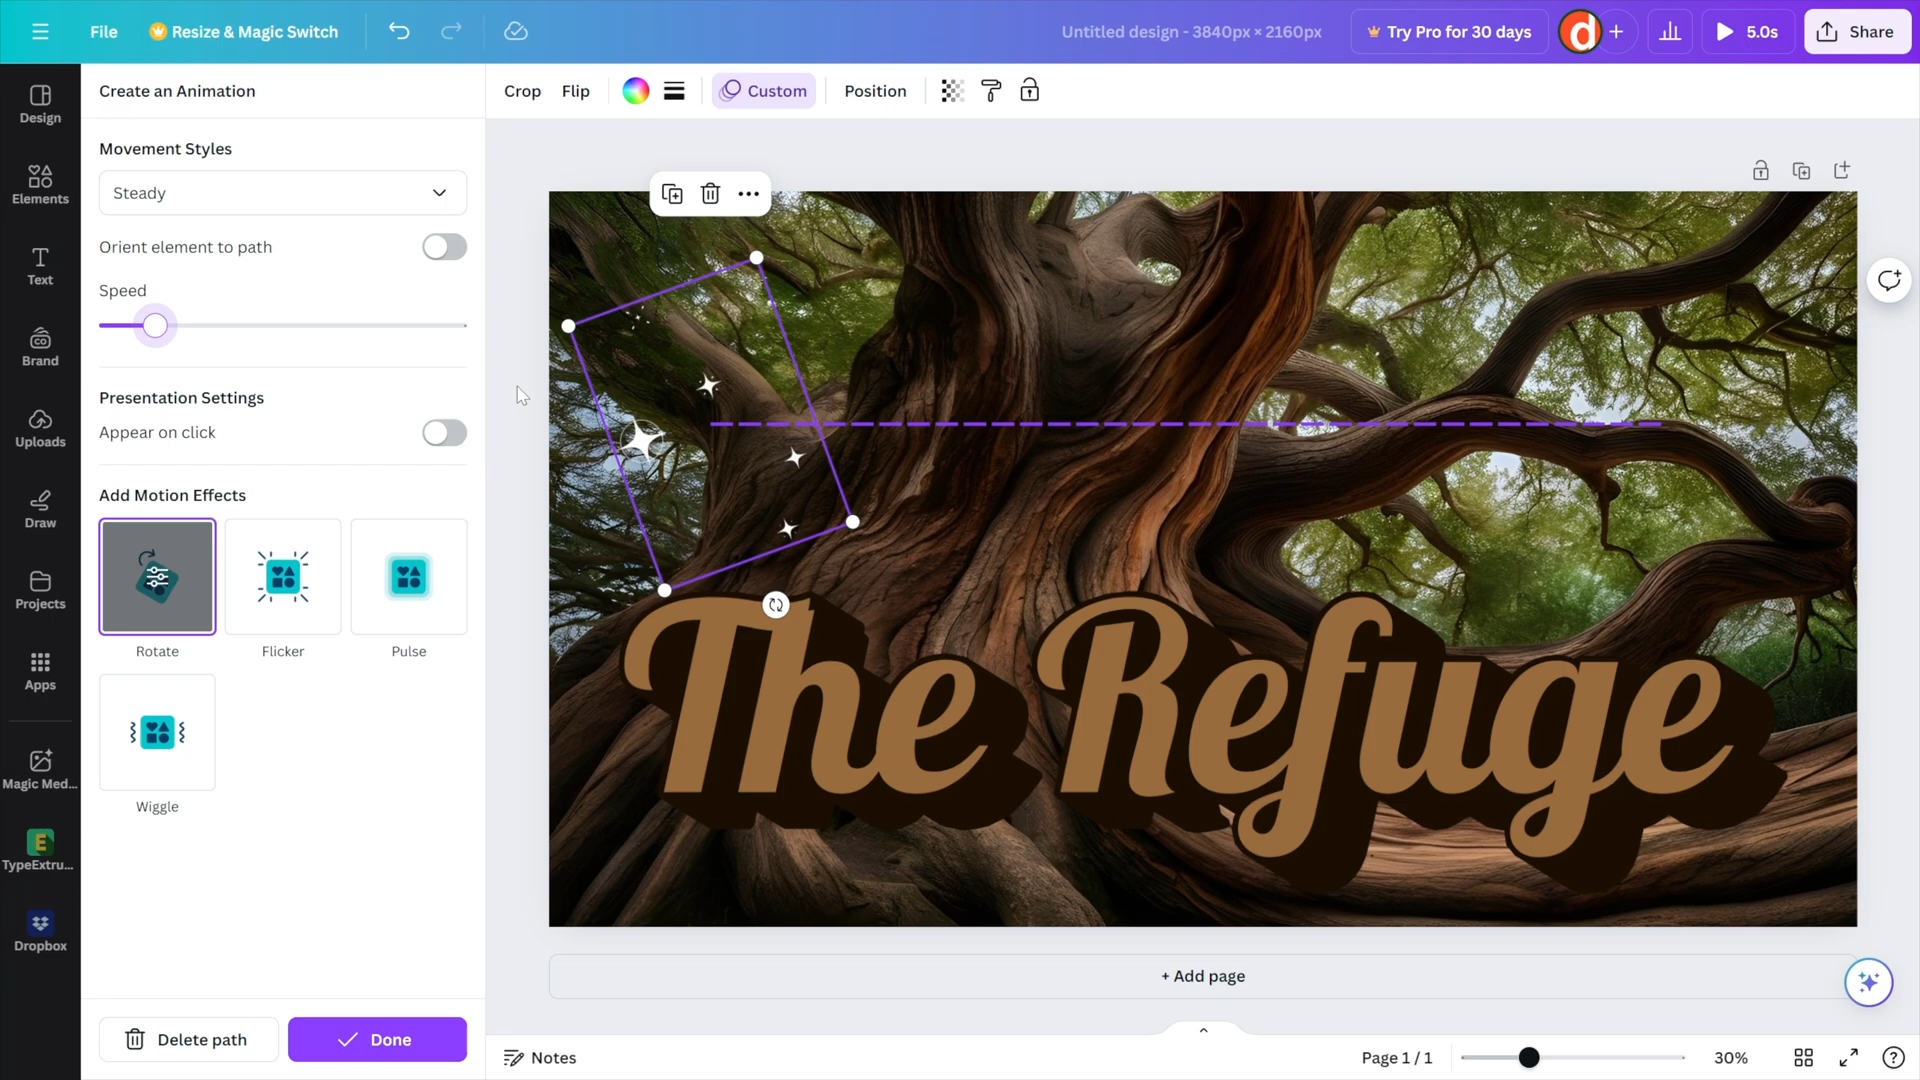 File
Resize & Magic Switch
Untitled design - 3840px × 2160px
Try Pro for 30 days
d
5.0s
Share
Design
Elements
Text
Brand
Uploads
Draw
Projects
Apps
Magic Med...
TypeExtru...
Dropbox
Create an Animation
Movement Styles
Steady
Orient element to path
Speed
Presentation Settings
Appear on click
Add Motion Effects
Rotate
Flicker
Pulse
Wiggle
Delete path
Done
Crop
Flip
Custom
Position
The Refuge
+ Add page
Notes
Page 1 / 1
30%